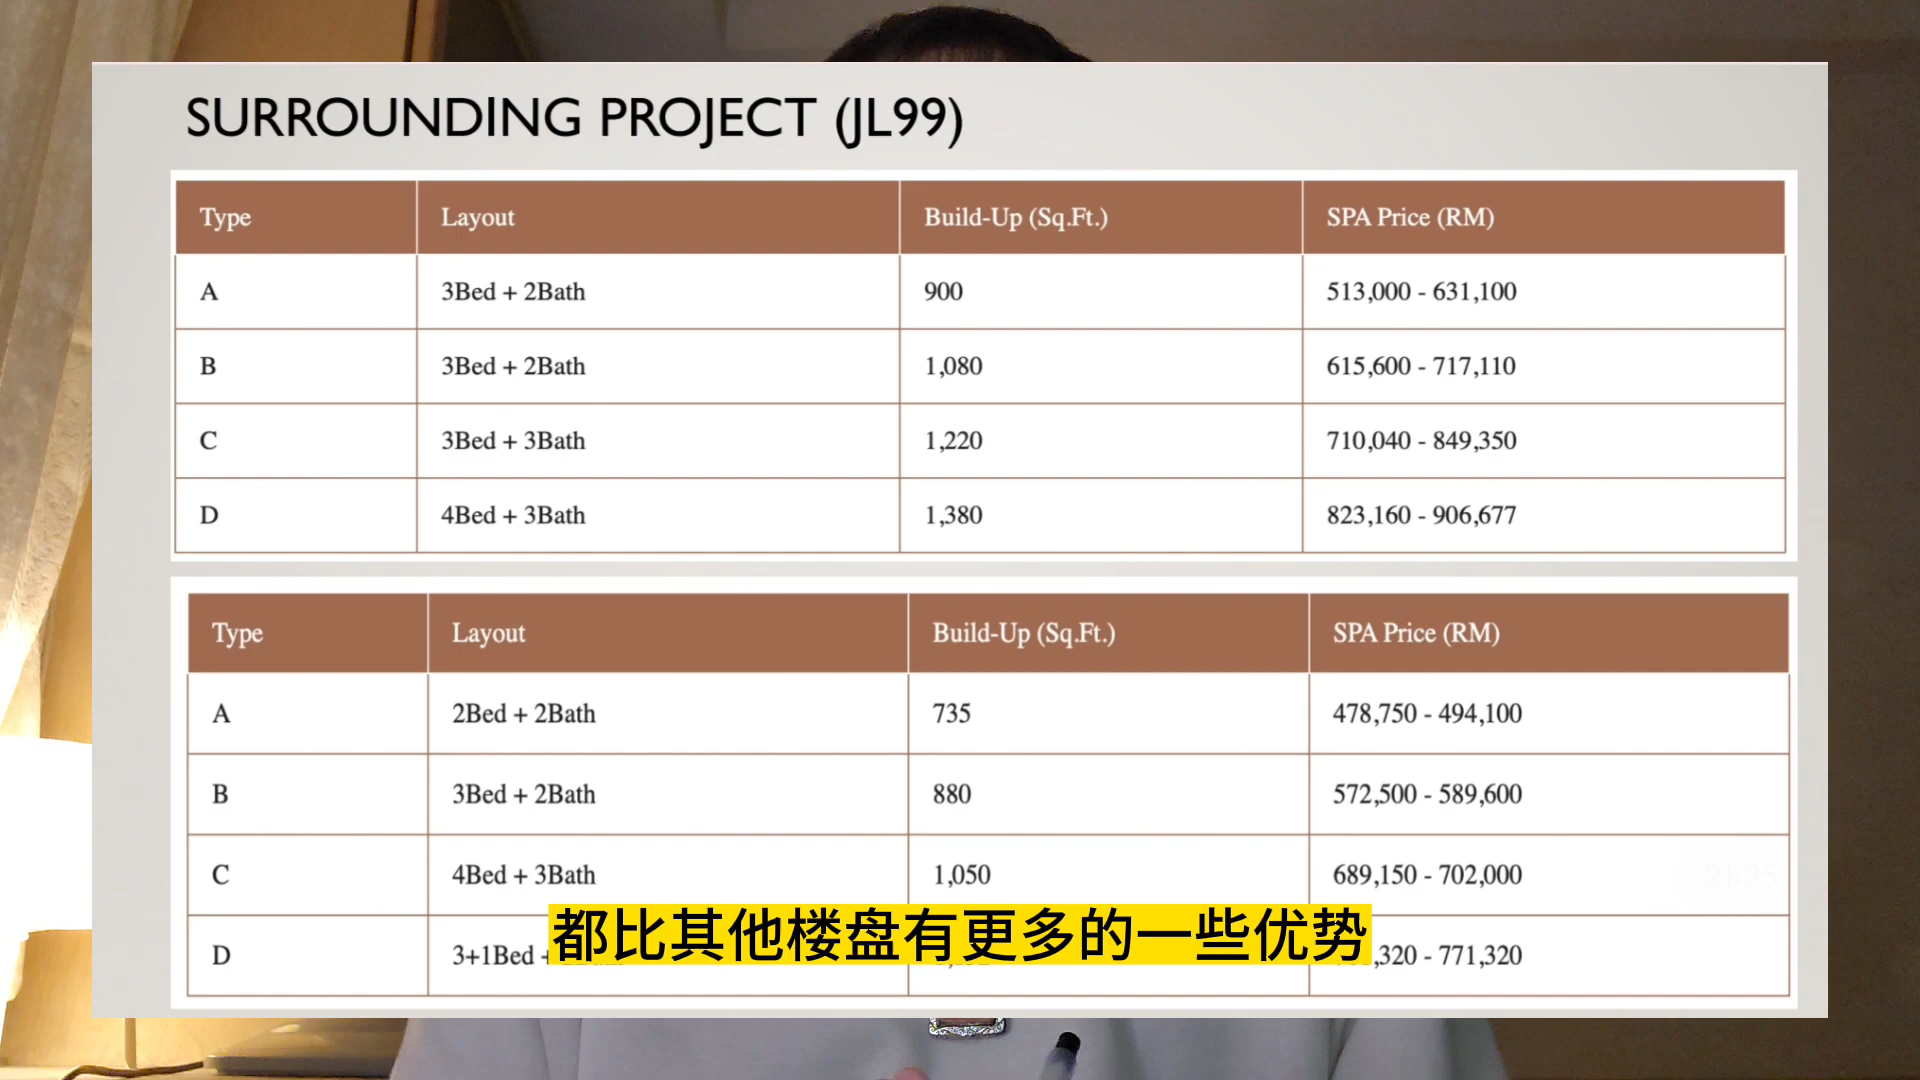 SURROUNDING PROJECT (JL99)
Type Layout Build-Up (Sq.Ft.) SPA Price (RM)
A 3Bed + 2Bath 900 513,000 - 631,100
B 3Bed + 2Bath 1,080 615,600 - 717,110
C 3Bed + 3Bath 1,220 710,040 - 849,350
D 4Bed + 3Bath 1,380 823,160 - 906,677
Type Layout Build-Up (Sq.Ft.) SPA Price (RM)
A 2Bed + 2Bath 735 478,750 - 494,100
B 3Bed + 2Bath 880 572,500 - 589,600
C 4Bed + 3Bath 1,050 689,150 - 702,000
都比其他楼盘有更多的一些优势
D 3+1Bed ,320 - 771,320